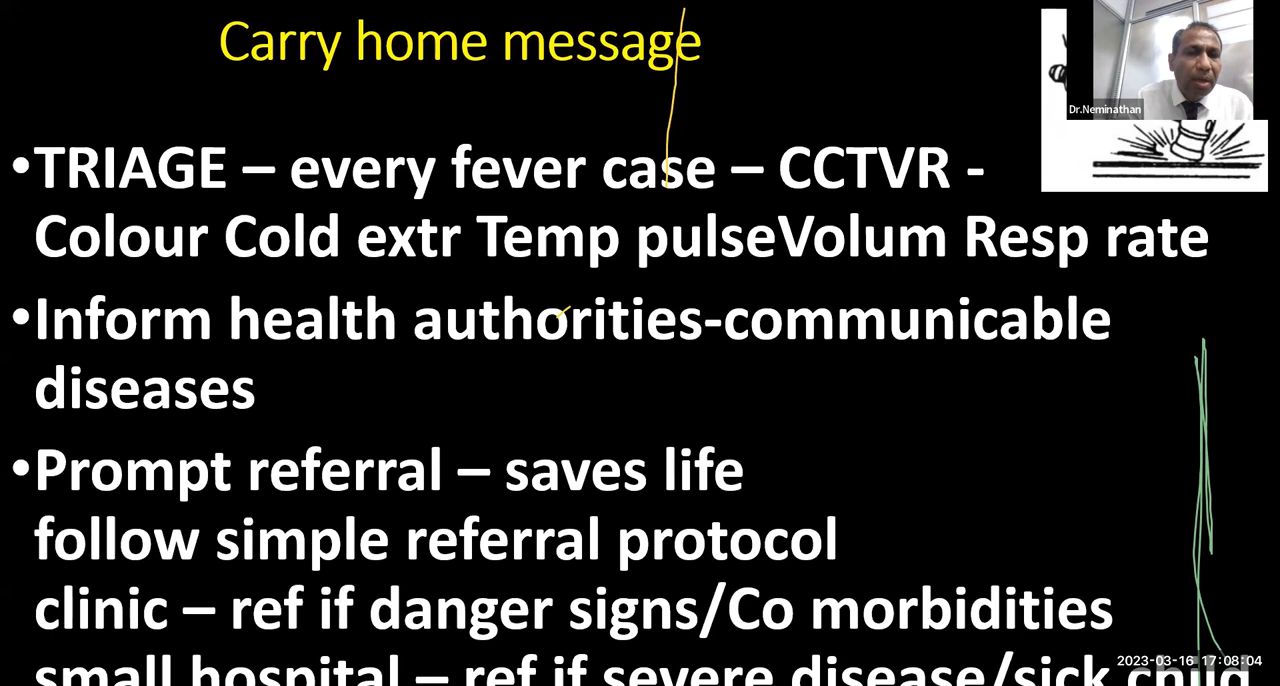 Carry home message
Dr.Neminathan
•TRIAGE – every fever case – CCTVR -
Colour Cold extr Temp pulseVolum Resp rate
•Inform health authorities-communicable
diseases
•Prompt referral – saves life
follow simple referral protocol
clinic – ref if danger signs/Co morbidities
small hospital – ref if severe disease/sick child
2023-03-16 17:08:04